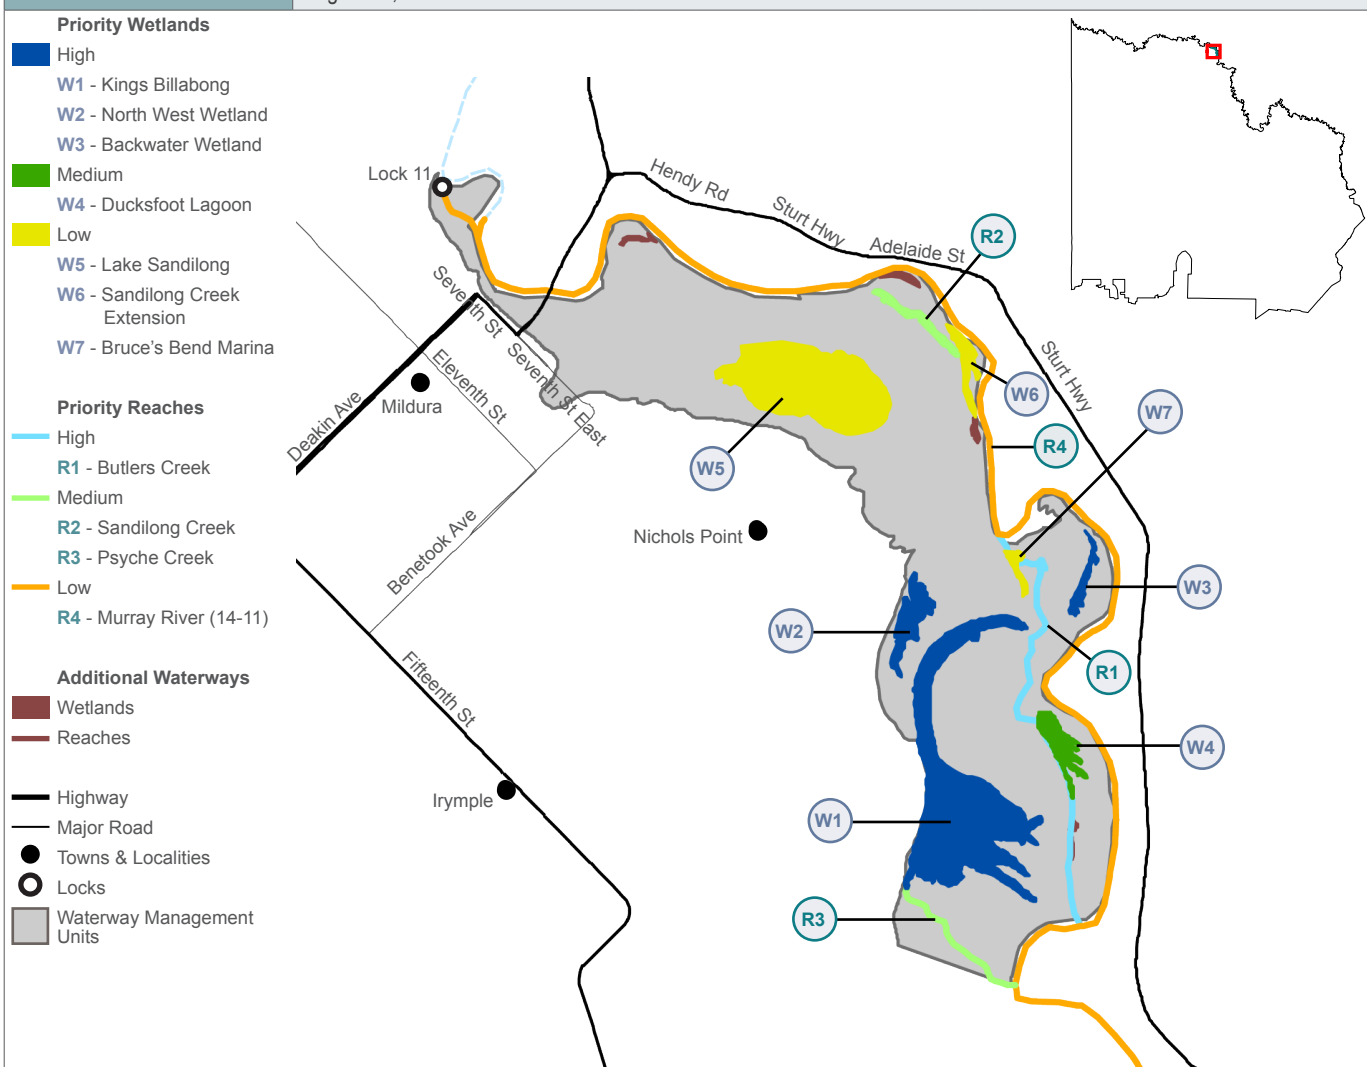 Priority Wetlands
High
W1 - Kings Billabong
W2 - North West Wetland
W3 - Backwater Wetland
Medium
W4 - Ducksfoot Lagoon
Low
W5 - Lake Sandilong
W6 - Sandilong Creek
Extension
W7 - Bruce's Bend Marina
Priority Reaches
High
R1 - Butlers Creek
Medium
R2 - Sandilong Creek
R3 - Psyche Creek
Low
R4 - Murray River (14-11)
Additional Waterways
Wetlands
Reaches
Highway
Major Road
Towns & Localities
Locks
Waterway Management
Units
Lock 11
Hendy Rd
Sturt Hwy
Adelaide St
R2
Seventh St
Seventh St East
Eleventh St
Deakin Ave
Mildura
Sturt Hwy
W6
W7
W5
R4
Nichols Point
Benetook Ave
W3
W2
R1
Fifteenth St
W4
Irymple
W1
R3